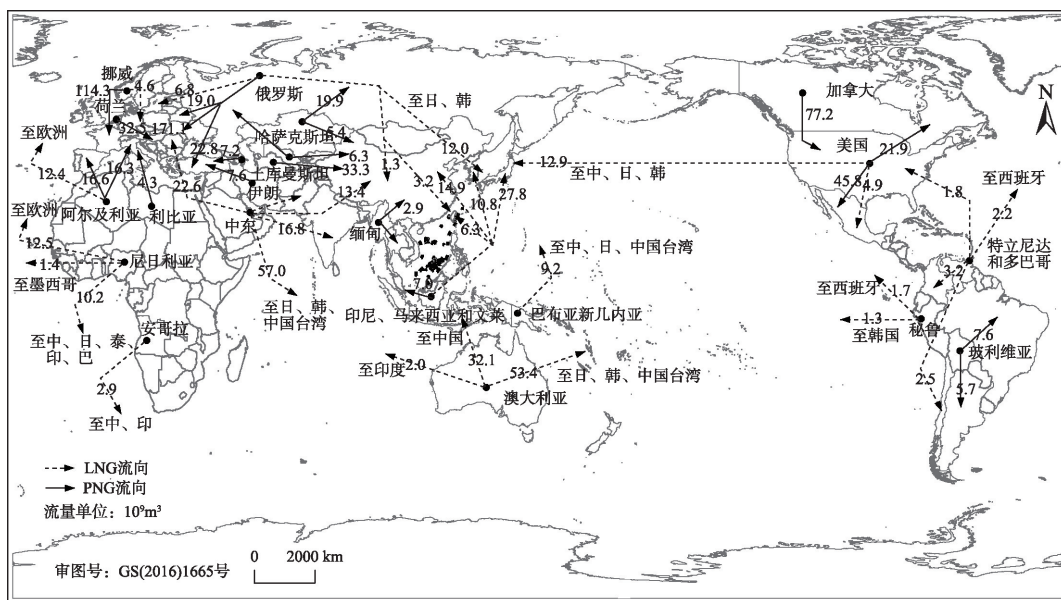 挪威
114.3
4.6
6.8
荷兰
32.5
171.1
19.0
俄罗斯
19.9
至日、韩
加拿大
77.2
至欧洲
哈萨克斯坦
22.8
7.2
6.3
土库曼斯坦
33.3
7.6
伊朗
1.3
12.0
12.9
至中、日、韩
美国
21.9
12.4
16.6
16.3
4.3
22.6
13.4
3.2
14.9
10.8
27.8
45.8
4.9
1.8
至西班牙
2.2
至欧洲
阿尔及利亚
利比亚
中东
16.8
缅甸
2.9
6.3
12.5
尼日利亚
1.4
至墨西哥
10.2
57.0
至日、韩、
中国台湾
至中、日、中国台湾
9.2
特立尼达
和多巴哥
3.2
至西班牙
1.7
印尼、马来西亚和文莱
巴布亚新几内亚
至中国
1.3
至韩国
秘鲁
7.6
玻利维亚
安哥拉
至中、日、泰
印、巴
2.9
至中、印
至印度
2.0
32.1
53.4
至日、韩、中国台湾
澳大利亚
2.5
5.7
LNG流向
PNG流向
流量单位：10⁹m³
N
审图号：GS(2016)1665号
0 2000 km